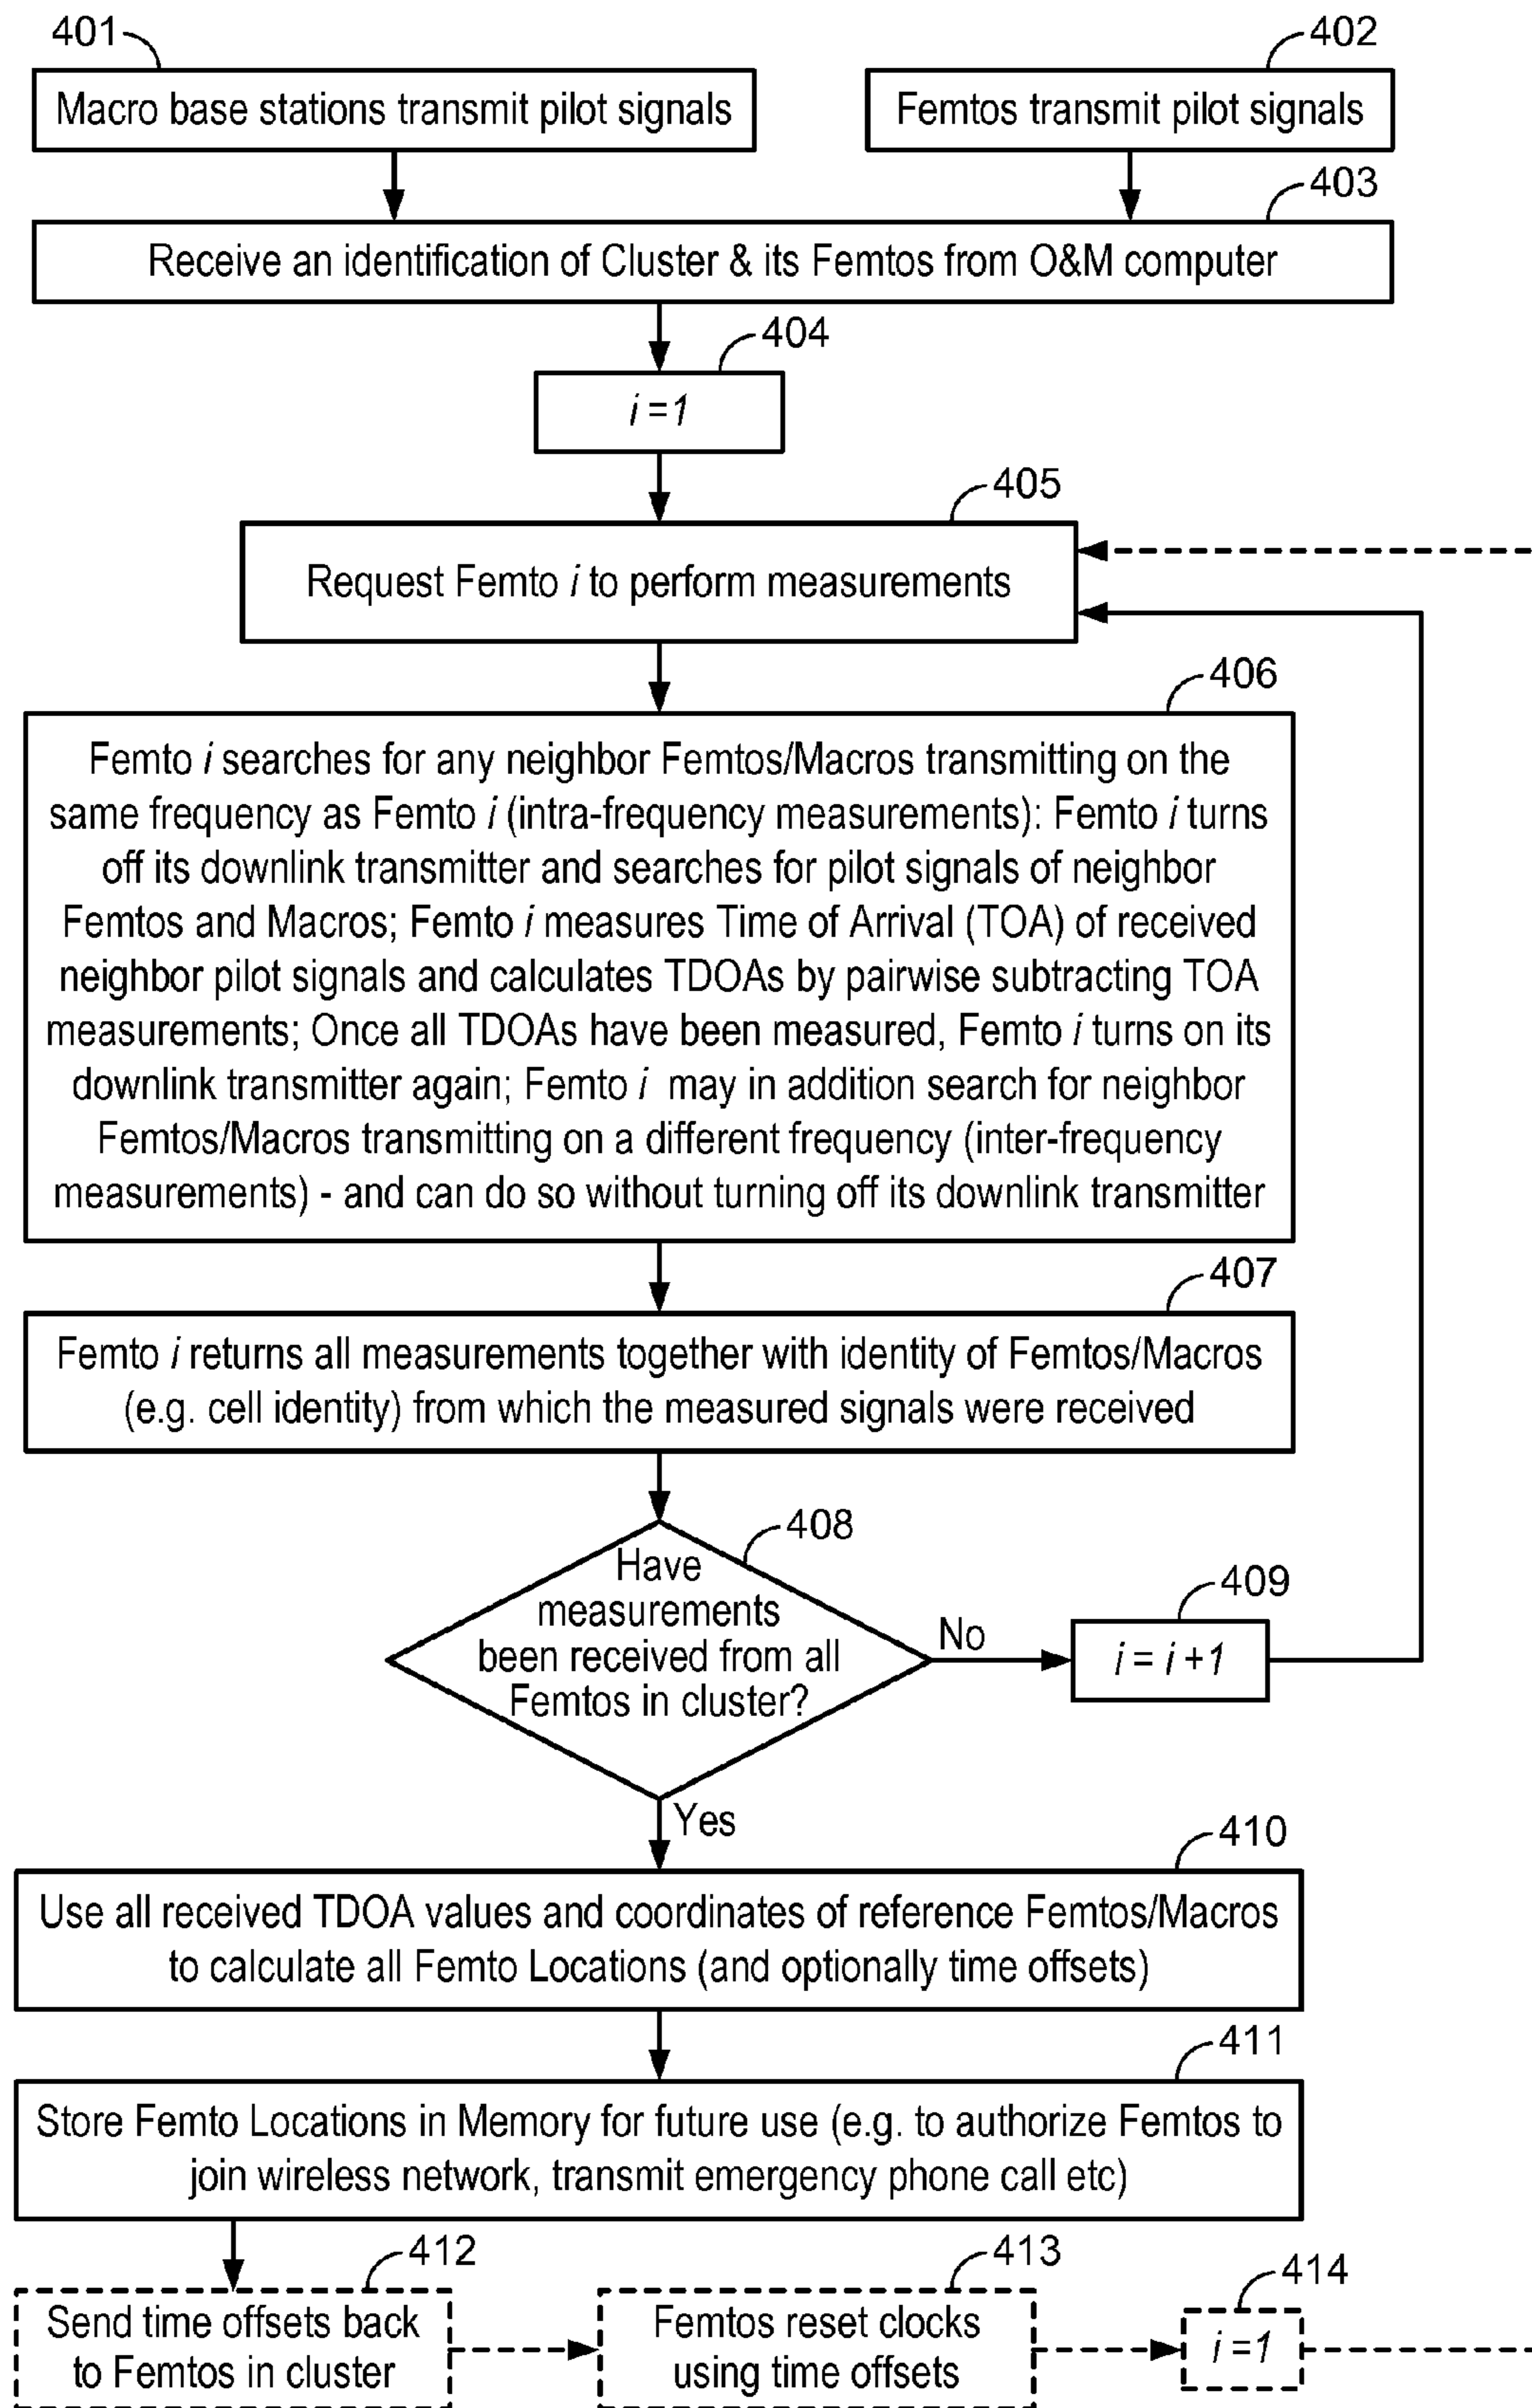 401
402
Macro base stations transmit pilot signals
Femtos transmit pilot signals
403
Receive an identification of Cluster & its Femtos from O&M computer
404
i =1
405
Request Femto i to perform measurements
406
Femto i searches for any neighbor Femtos/Macros transmitting on the
same frequency as Femto i (intra-frequency measurements): Femto i turns
off its downlink transmitter and searches for pilot signals of neighbor
Femtos and Macros; Femto i measures Time of Arrival (TOA) of received
neighbor pilot signals and calculates TDOAs by pairwise subtracting TOA
measurements; Once all TDOAs have been measured, Femto i turns on its
downlink transmitter again; Femto i may in addition search for neighbor
Femtos/Macros transmitting on a different frequency (inter-frequency
measurements) - and can do so without turning off its downlink transmitter
407
Femto i returns all measurements together with identity of Femtos/Macros
(e.g. cell identity) from which the measured signals were received
408
Have
measurements
been received from all
Femtos in cluster?
No
409
i = i +1
Yes
410
Use all received TDOA values and coordinates of reference Femtos/Macros
to calculate all Femto Locations (and optionally time offsets)
411
Store Femto Locations in Memory for future use (e.g. to authorize Femtos to
join wireless network, transmit emergency phone call etc)
412
413
414
Send time offsets back
to Femtos in cluster
Femtos reset clocks
using time offsets
i =1